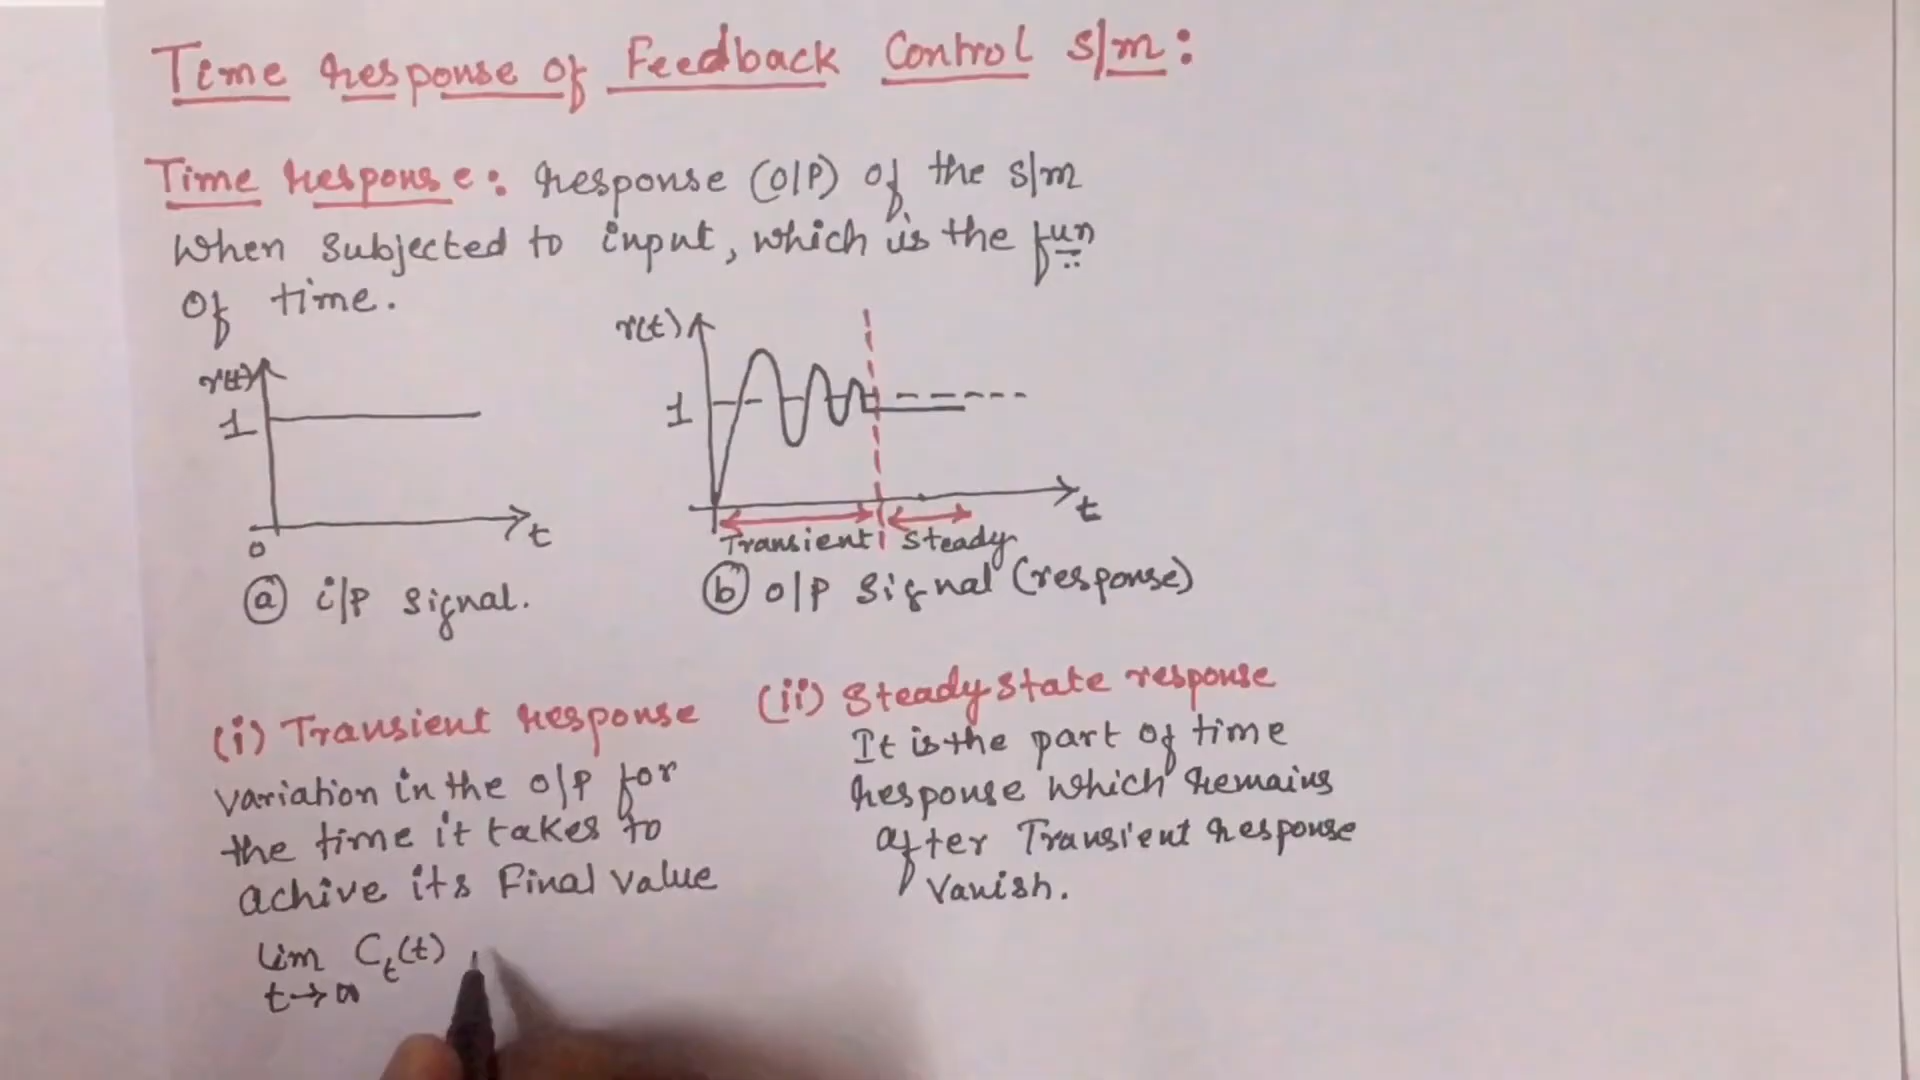 Time Response of Feedback Control S/m:
Time Response: Response (O/P) of the S/m
When Subjected to input, which is the fun
Of time.
r(t)
1
0
t
(a) i/P Signal.
r(t)
1
t
Transient Steady
(b) O/P Signal (response)
(i) Transient Response
Variation in the O/P for
the time it takes to
achive its Final Value
lim Ct(t)
t→∞
(ii) Steady state response
It is the part of time
Response which Remains
after Transient Response
Vanish.